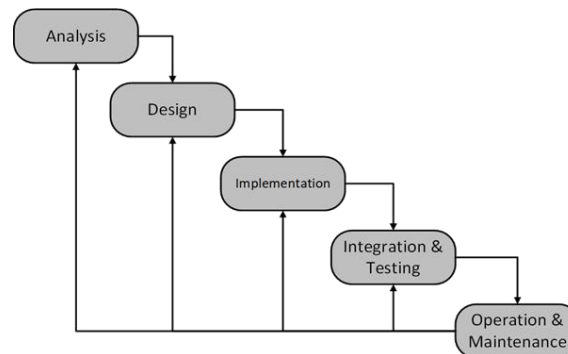 Analysis
Design
Implementation
Integration &
Testing
Operation &
Maintenance